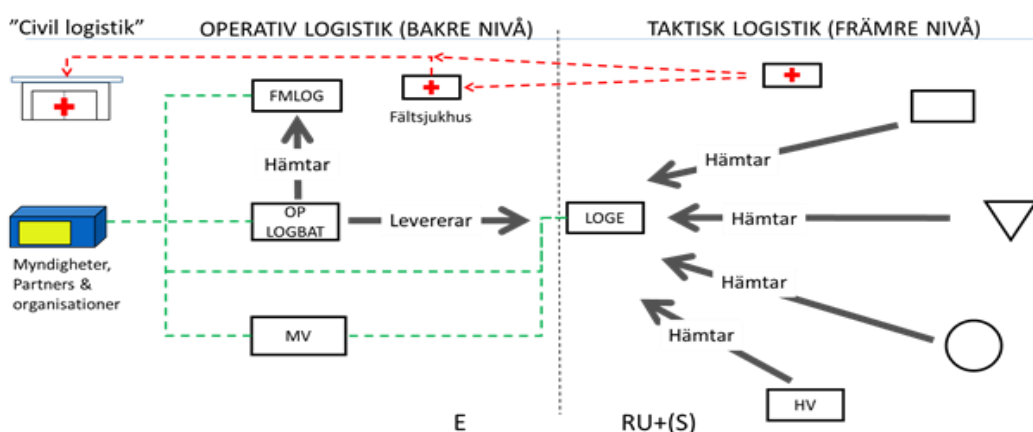 ”Civil logistik”
OPERATIV LOGISTIK (BAKRE NIVÅ)
TAKTISK LOGISTIK (FRÄMRE NIVÅ)
FMLOG
Fältsjukhus
Hämtar
Hämtar
OP
LOGBAT
Levererar
LOGE
Hämtar
Myndigheter,
Partners &
organisationer
Hämtar
MV
Hämtar
HV
E
RU+(S)